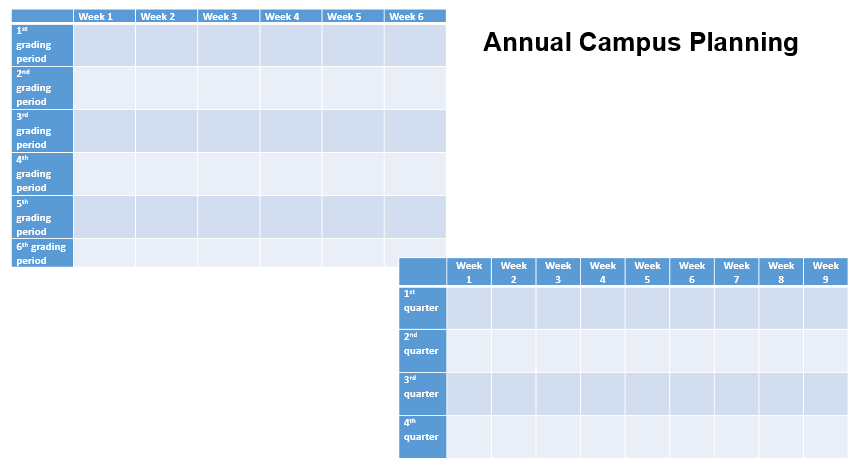 Annual Campus Planning
Week 1 Week 2 Week 3 Week 4 Week 5 Week 6
1st
grading
period
2nd
grading
period
3rd
grading
period
4th
grading
period
5th
grading
period
6th grading
period
Week 1 Week 2 Week 3 Week 4 Week 5 Week 6 Week 7 Week 8 Week 9
1st
quarter
2nd
quarter
3rd
quarter
4th
quarter